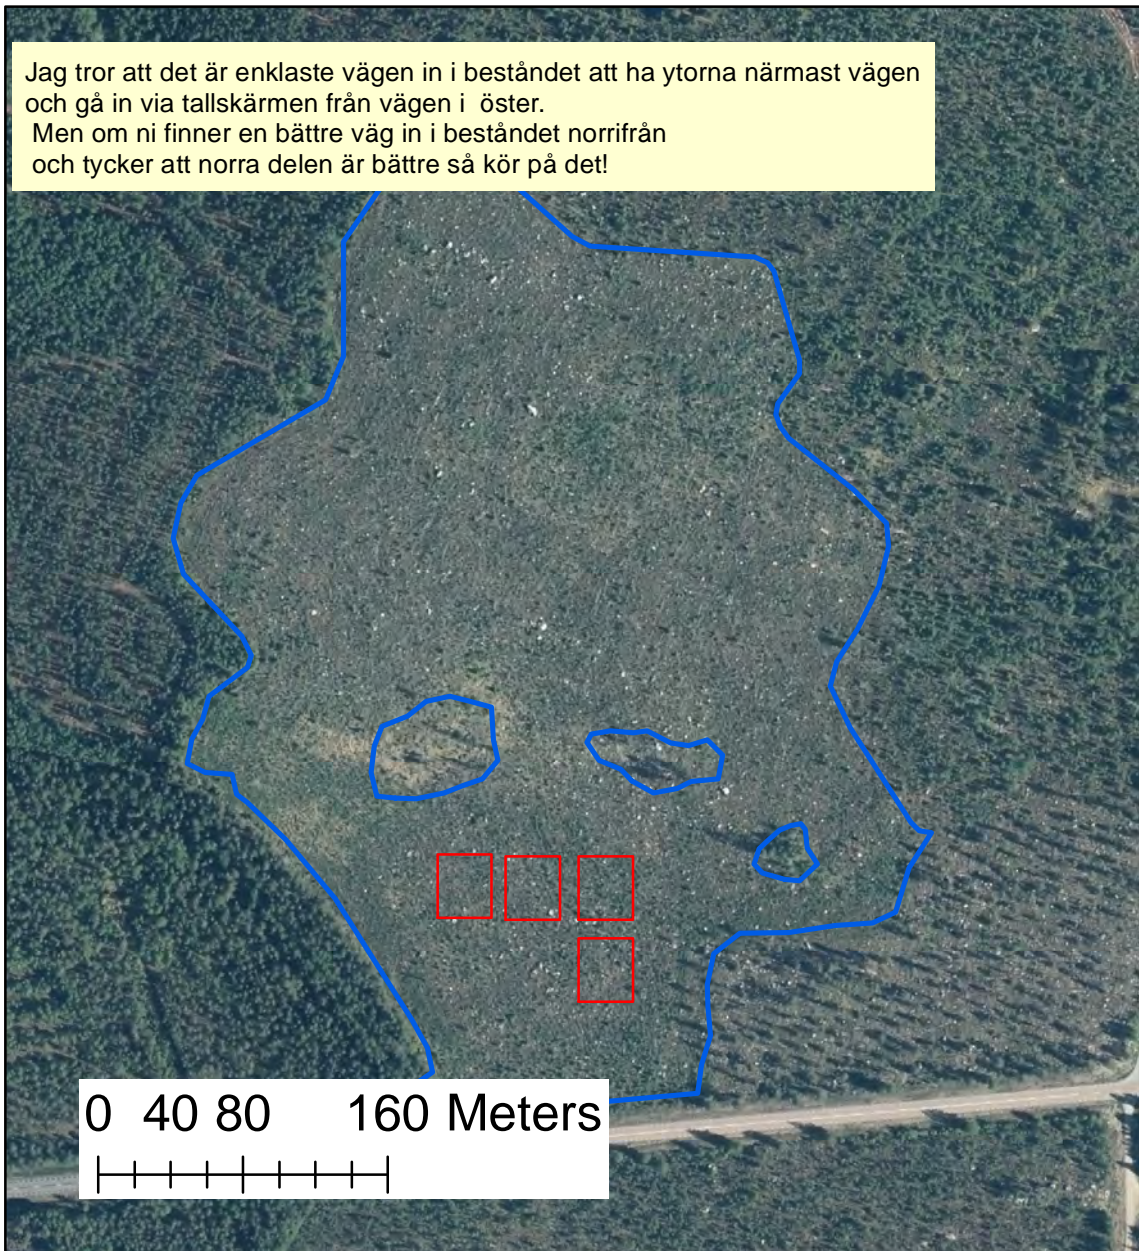 Jag tror att det är enklaste vägen in i beståndet att ha ytorna närmast vägen
och gå in via tallskärmen från vägen i öster.
Men om ni finner en bättre väg in i beståndet norrifrån
och tycker att norra delen är bättre så kör på det!
0 40 80 160 Meters